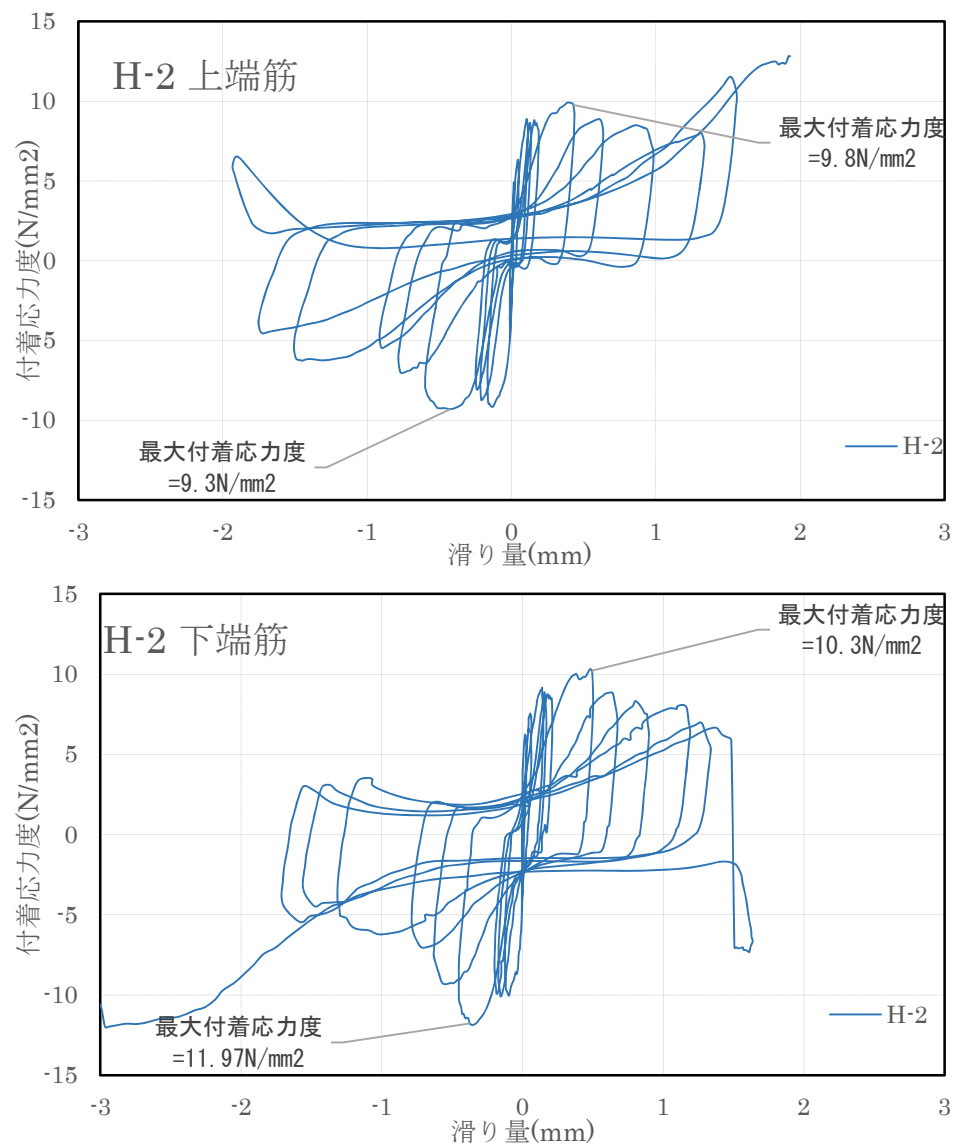 H-2 上端筋
最大付着応力度
=9.8N/mm2
最大付着応力度
=9.3N/mm2
H-2
付着応力度(N/mm2)
15
10
5
0
-5
-10
-15
-3 -2 -1 0 1 2 3
滑り量(mm)
H-2 下端筋
最大付着応力度
=10.3N/mm2
最大付着応力度
=11.97N/mm2
H-2
付着応力度(N/mm2)
15
10
5
0
-5
-10
-15
-3 -2 -1 0 1 2 3
滑り量(mm)